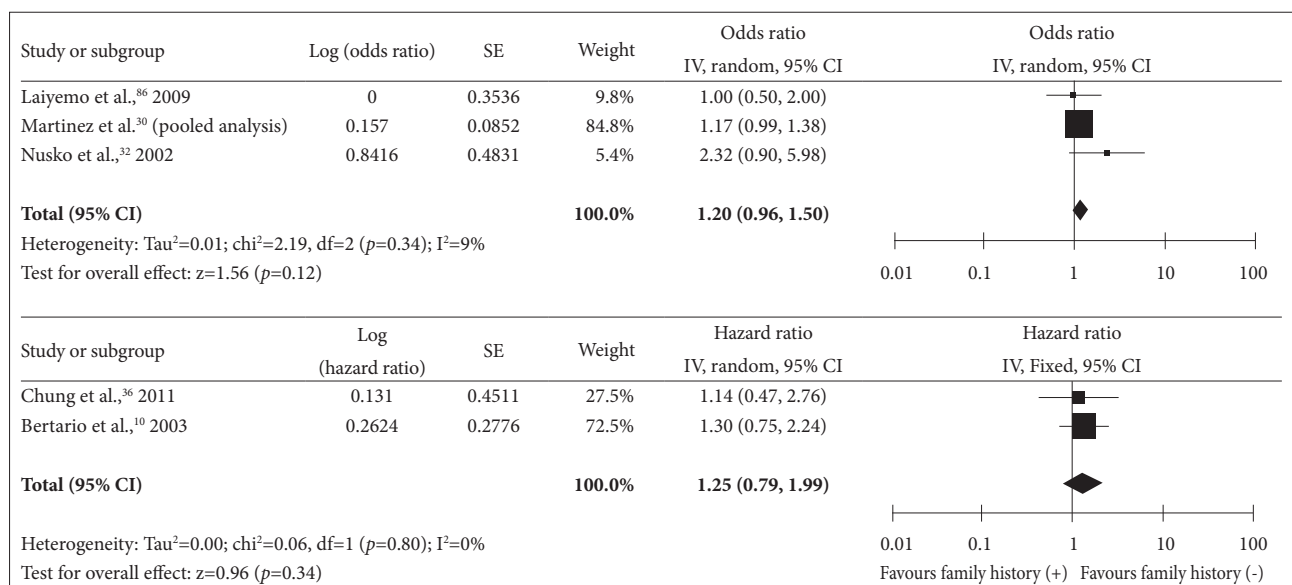 Study or subgroup Log (odds ratio) SE Weight Odds ratio IV, random, 95% CI Odds ratio IV, random, 95% CI
Laiyemo et al.,⁸⁶ 2009 0 0.3536 9.8% 1.00 (0.50, 2.00)
Martinez et al.³⁰ (pooled analysis) 0.157 0.0852 84.8% 1.17 (0.99, 1.38)
Nusko et al.,³² 2002 0.8416 0.4831 5.4% 2.32 (0.90, 5.98)
Total (95% CI) 100.0% 1.20 (0.96, 1.50)
Heterogeneity: Tau²=0.01; chi²=2.19, df=2 (p=0.34); I²=9%
Test for overall effect: z=1.56 (p=0.12)
0.01 0.1 1 10 100
Study or subgroup Log (hazard ratio) SE Weight Hazard ratio IV, random, 95% CI Hazard ratio IV, Fixed, 95% CI
Chung et al.,³⁶ 2011 0.131 0.4511 27.5% 1.14 (0.47, 2.76)
Bertario et al.,¹⁰ 2003 0.2624 0.2776 72.5% 1.30 (0.75, 2.24)
Total (95% CI) 100.0% 1.25 (0.79, 1.99)
Heterogeneity: Tau²=0.00; chi²=0.06, df=1 (p=0.80); I²=0%
Test for overall effect: z=0.96 (p=0.34)
0.01 0.1 1 10 100
Favours family history (+) Favours family history (-)